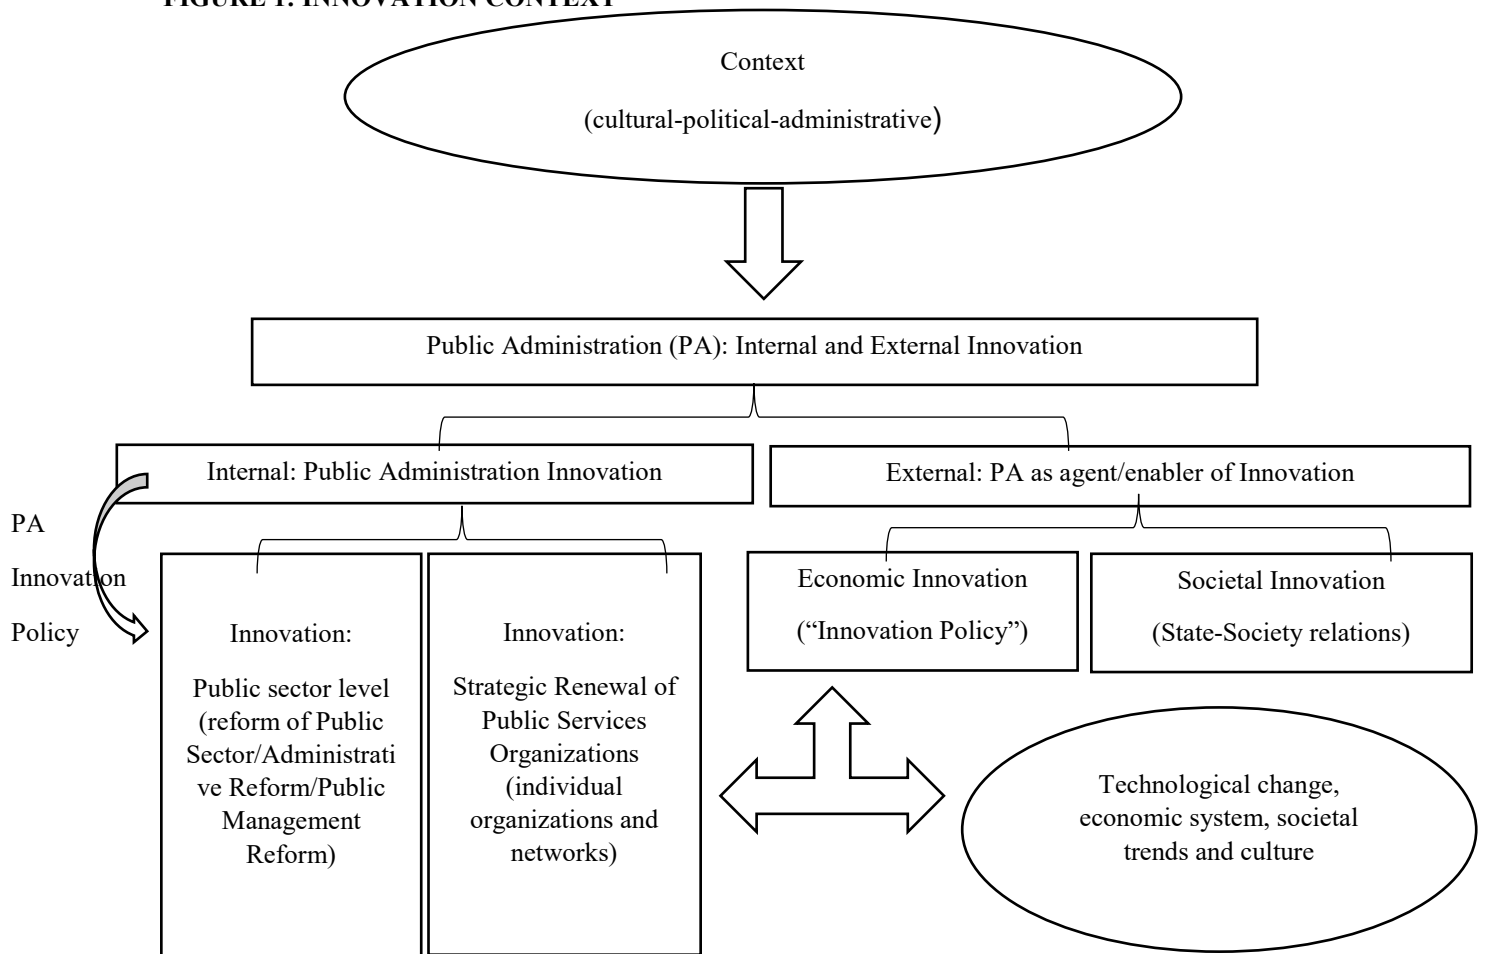 FIGURE 1: INNOVATION CONTEXT
Context
(cultural-political-administrative)
Public Administration (PA): Internal and External Innovation
Internal: Public Administration Innovation
External: PA as agent/enabler of Innovation
PA
Innovation
Policy
Innovation:
Public sector level
(reform of Public
Sector/Administrati
ve Reform/Public
Management
Reform)
Innovation:
Strategic Renewal of
Public Services
Organizations
(individual
organizations and
networks)
Economic Innovation
(“Innovation Policy”)
Societal Innovation
(State-Society relations)
Technological change,
economic system, societal
trends and culture